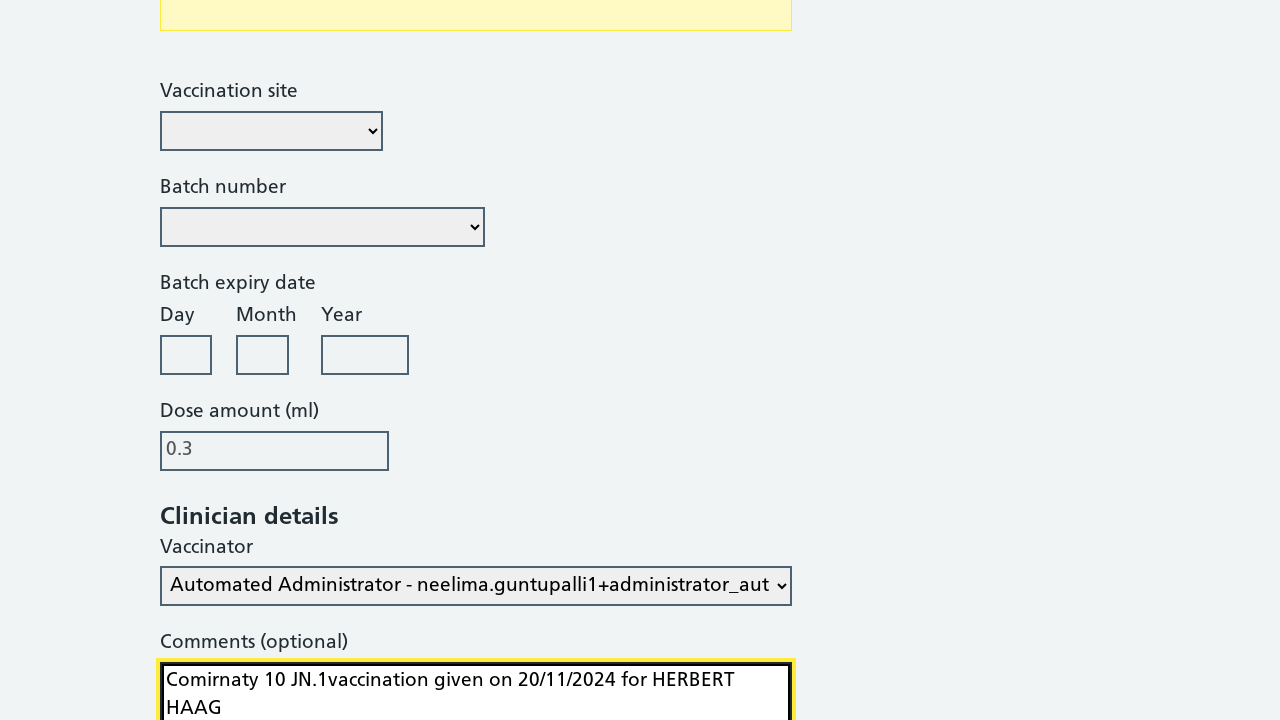 Vaccination site
Batch number
Batch expiry date
Day Month Year
Dose amount (ml)
0.3
Clinician details
Vaccinator
Automated Administrator - neelima.guntupalli1+administrator_aut
Comments (optional)
Comirnaty 10 JN.1vaccination given on 20/11/2024 for HERBERT
HAAG